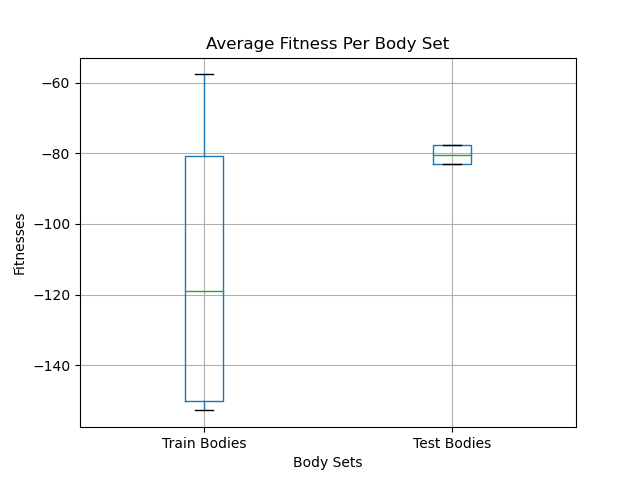 Average Fitness Per Body Set
−60
−80
−100
−120
−140
Fitnesses
Train Bodies
Test Bodies
Body Sets